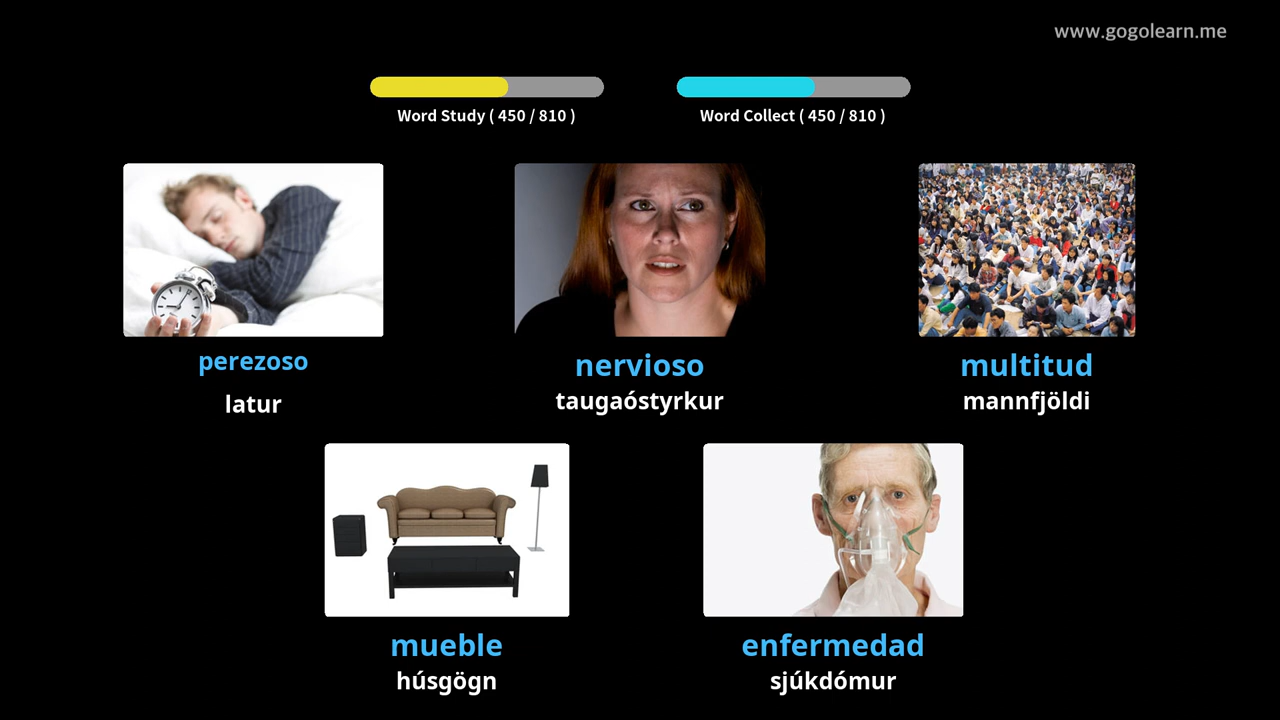 www.gogolearn.me
Word Study ( 450 / 810 )
Word Collect ( 450 / 810 )
perezoso
latur
nervioso
taugaóstyrkur
multitud
mannfjöldi
mueble
húsgögn
enfermedad
sjúkdómur